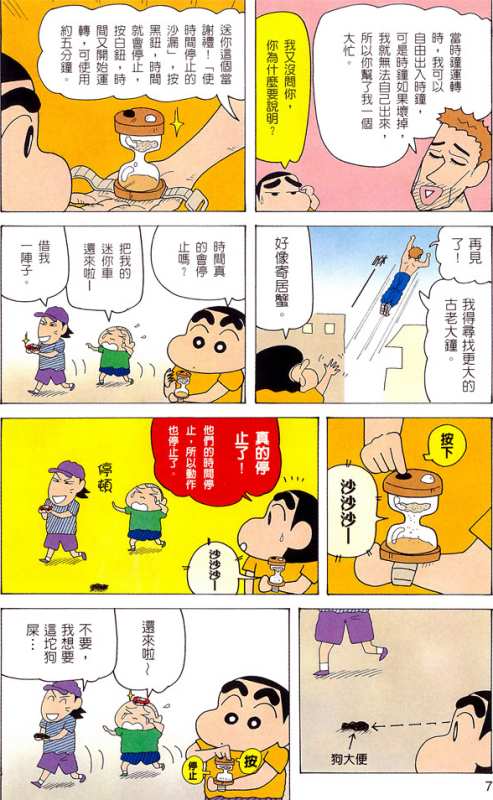 當時鐘運轉
時，我可以
自由出入時鐘，
可是時鐘如果壞掉，
我就無法自己出來，
所以你幫了我一個
大忙。
我又沒問你，
你為什麼要說明？
送你這個當
謝禮！「使
時間停止的
沙漏」，按
黑鈕，時間
就會停止，
按白鈕，時
間又開始運
轉，可使用
約五分鐘。
再見
了！
我得尋找更大的
古老大鐘。
咻
好像寄居蟹。
時間真
的會停
止嗎？
把我的
迷你車
還來啦—
借我
一陣子。
按下
沙沙沙—
真的停
止了！
他們的時間停
止，所以動作
也停止了。
沙沙沙—
停頓
狗大便
按
停止
還來啦~
不要，
我想要
這坨狗
屎…
7